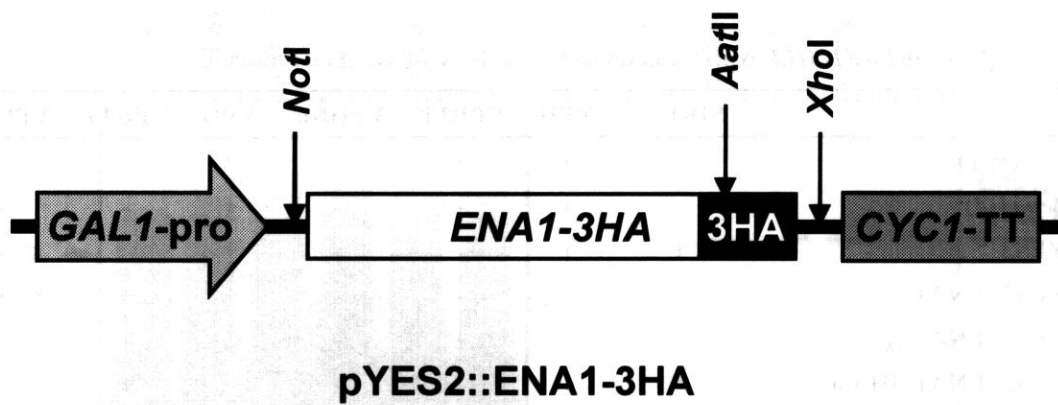 NotI
AatII
XhoI
GAL1-pro
ENA1-3HA
3HA
CYC1-TT
pYES2::ENA1-3HA